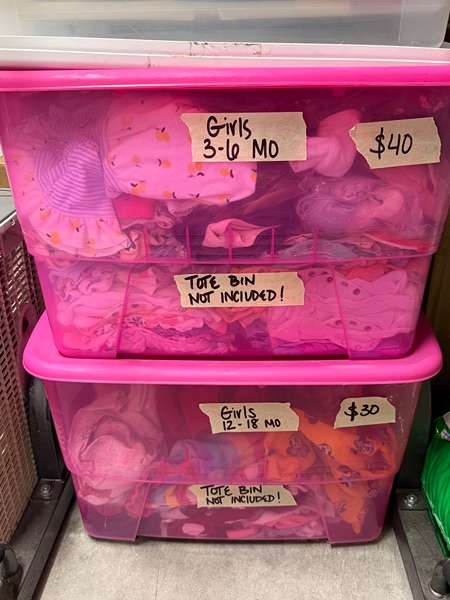 Girls
3-6 MO
$40
TOTE BIN
NOT INCLUDED!
Girls
12-18 MO
$30
TOTE BIN
NOT INCLUDED!